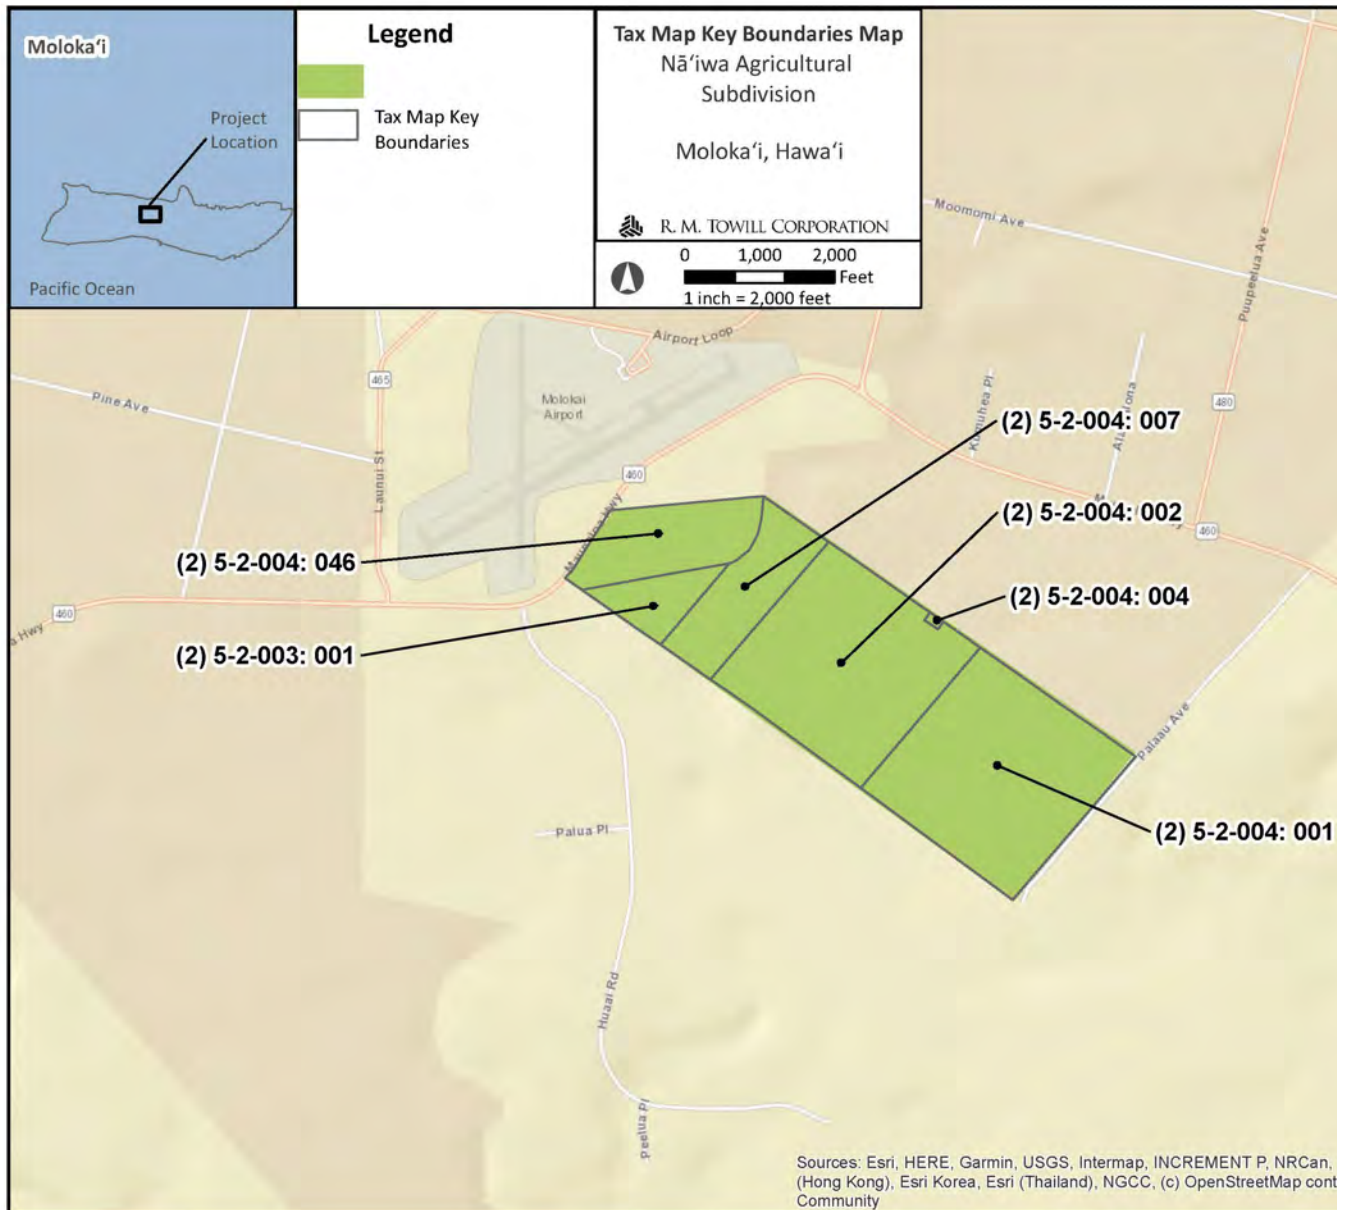 Moloka‘i
Project
Location
Pacific Ocean
Legend
Tax Map Key
Boundaries
Tax Map Key Boundaries Map
Nā‘iwa Agricultural
Subdivision
Moloka‘i, Hawa‘i
R. M. TOWILL CORPORATION
0 1,000 2,000
Feet
1 inch = 2,000 feet
Moomomi Ave
Puupeelua Ave
Airport Loop
465
Pine Ave
Molokai
Airport
Launui St
Kumuhea Pl
480
(2) 5-2-004: 007
460
(2) 5-2-004: 002
460
(2) 5-2-004: 046
(2) 5-2-004: 004
460
Hwy
(2) 5-2-003: 001
Palaau Ave
Palua Pl
(2) 5-2-004: 001
Huaai Rd
Peelua Pl
Sources: Esri, HERE, Garmin, USGS, Intermap, INCREMENT P, NRCan,
(Hong Kong), Esri Korea, Esri (Thailand), NGCC, (c) OpenStreetMap cont
Community